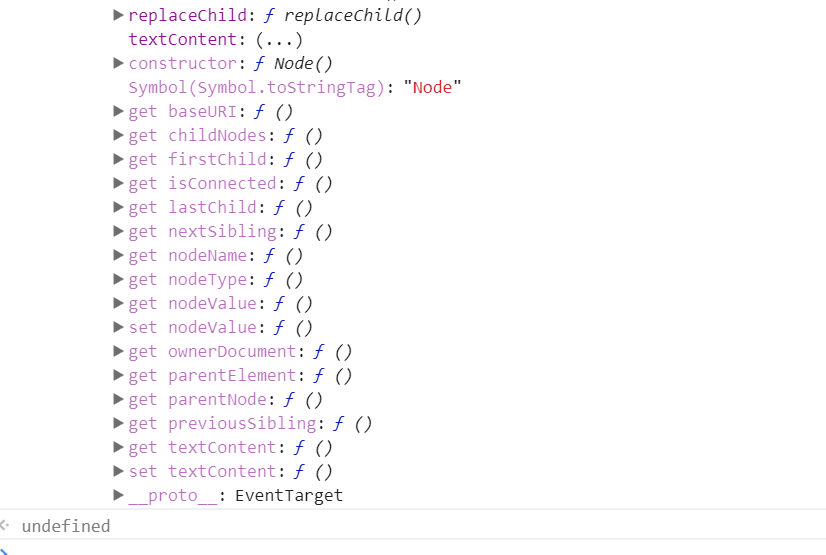 replaceChild: ƒ replaceChild()
textContent: (...)
constructor: ƒ Node()
Symbol(Symbol.toStringTag): "Node"
get baseURI: ƒ ()
get childNodes: ƒ ()
get firstChild: ƒ ()
get isConnected: ƒ ()
get lastChild: ƒ ()
get nextSibling: ƒ ()
get nodeName: ƒ ()
get nodeType: ƒ ()
get nodeValue: ƒ ()
set nodeValue: ƒ ()
get ownerDocument: ƒ ()
get parentElement: ƒ ()
get parentNode: ƒ ()
get previousSibling: ƒ ()
get textContent: ƒ ()
set textContent: ƒ ()
__proto__: EventTarget
undefined